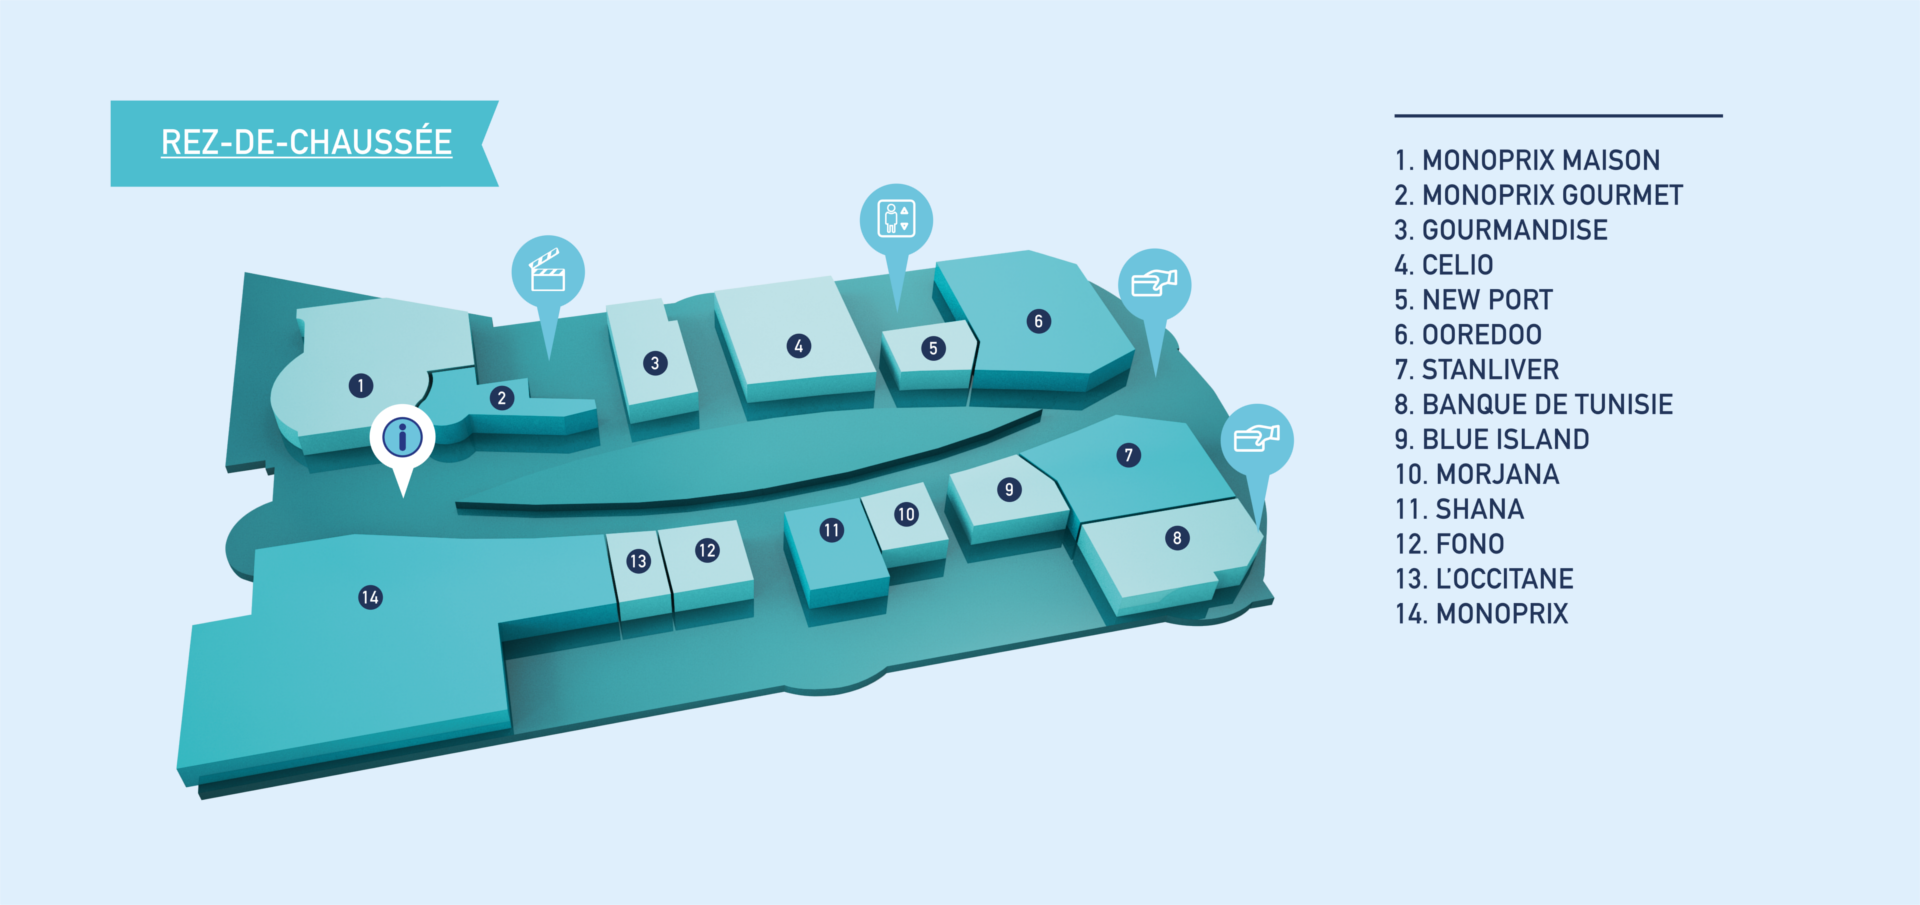 REZ-DE-CHAUSSÉE
1. MONOPRIX MAISON
2. MONOPRIX GOURMET
3. GOURMANDISE
4. CELIO
5. NEW PORT
6. OOREDOO
7. STANLIVER
8. BANQUE DE TUNISIE
9. BLUE ISLAND
10. MORJANA
11. SHANA
12. FONO
13. L'OCCITANE
14. MONOPRIX
1
2
3
4
5
6
7
8
9
10
11
12
13
14
i